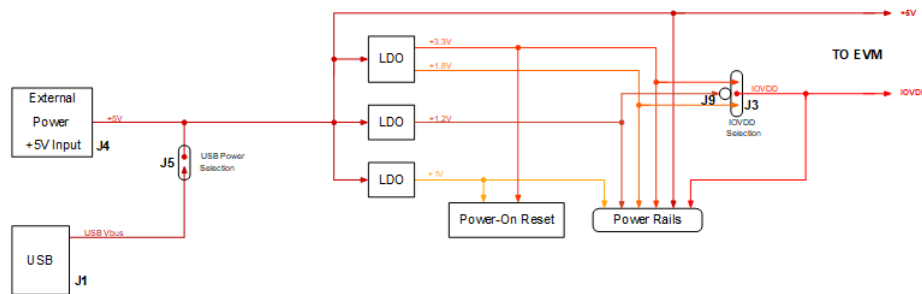 +5V
TO EVM
LDO
+3.3V
+1.8V
External
Power
+5V Input
J4
+5V
J5
USB Power
Selection
LDO
+1.2V
J9
IOVDD
J3
IOVDD
Selection
IOVDD
LDO
+1V
Power-On Reset
Power Rails
USB
J1
USB Vbus